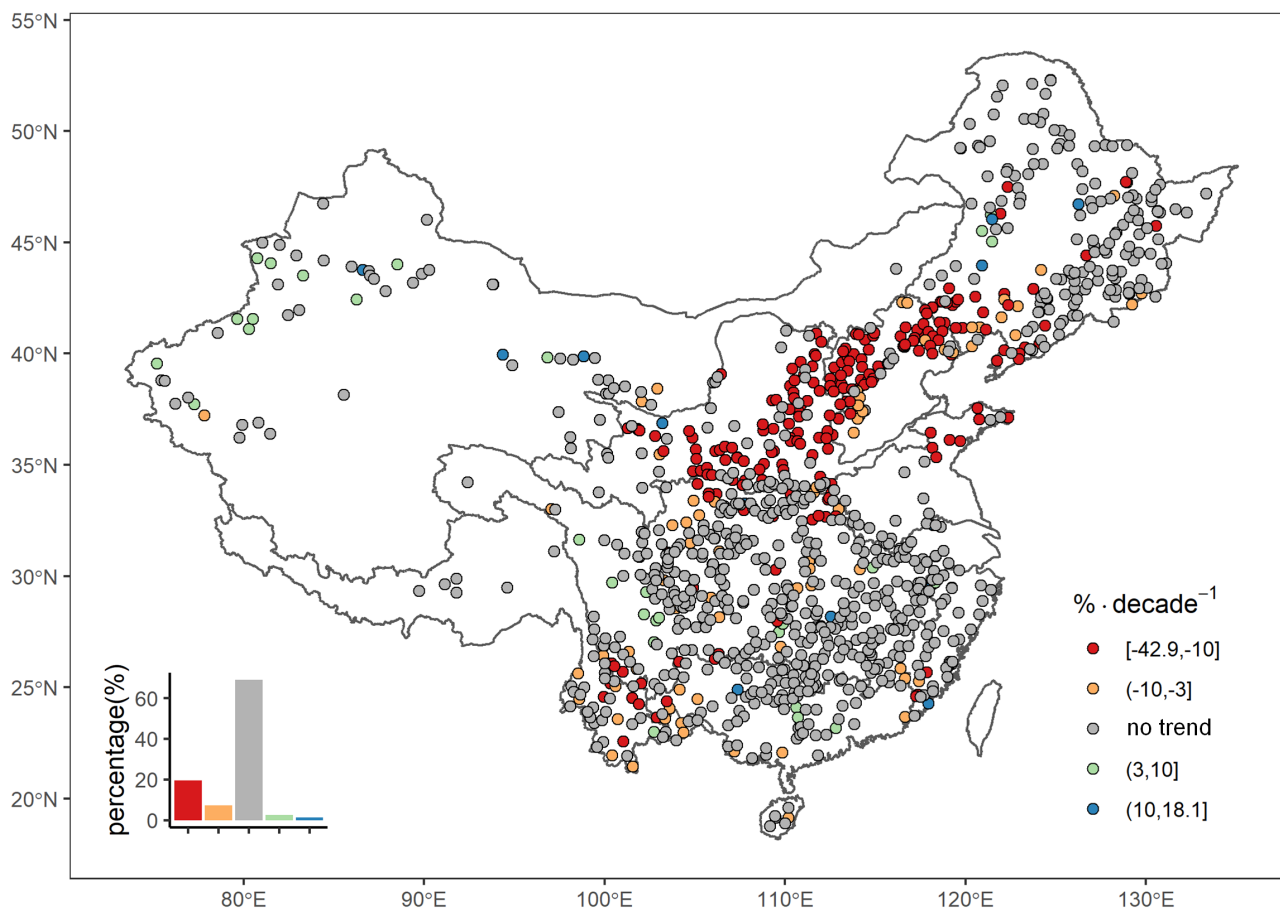 55°N
50°N
45°N
40°N
35°N
30°N
25°N
20°N
% · decade⁻¹
[-42.9,-10]
(-10,-3]
no trend
(3,10]
(10,18.1]
percentage(%)
60
40
20
0
80°E
90°E
100°E
110°E
120°E
130°E